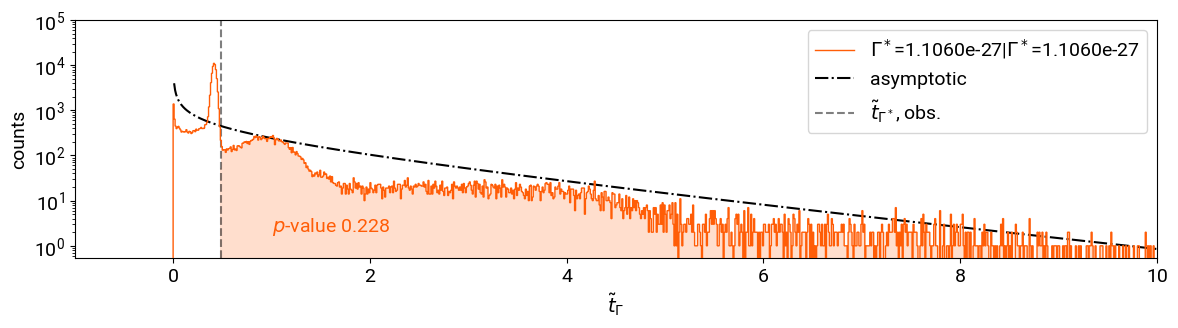 10^5
10^4
10^3
10^2
10^1
10^0
counts
Γ*=1.1060e-27|Γ*=1.1060e-27
asymptotic
t̃_Γ*, obs.
p-value 0.228
0 2 4 6 8 10
t̃_Γ